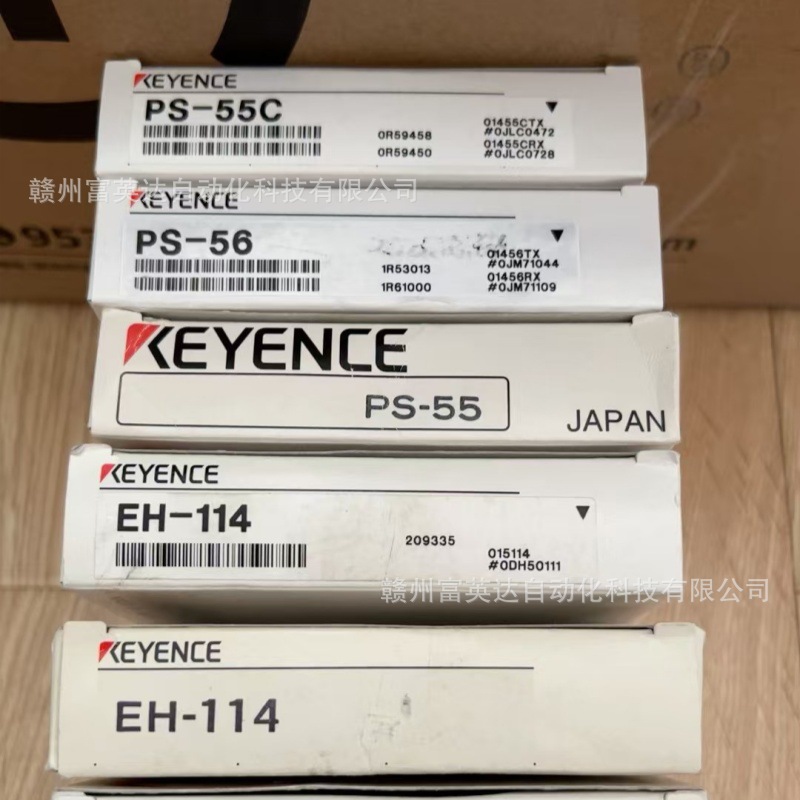 KEYENCE
PS-55C
0R59458
01455CTX
#0JLC0472
0R59450
01455CRX
#0JLC0728
赣州富英达自动化科技有限公司
KEYENCE
PS-56
1R53013
01456TX
#0JM71044
1R61000
01456RX
#0JM71109
KEYENCE
PS-55
JAPAN
KEYENCE
EH-114
209335
015114
#0DH50111
赣州富英达自动化科技有限公司
KEYENCE
EH-114